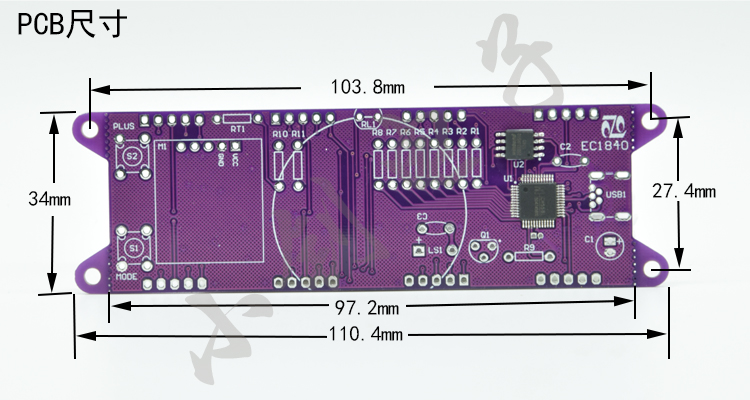 PCB尺寸
103.8mm
PLUS
RT1
RL1
S2
M1
R10 R11
R8 R7 R6 R5 R4 R3 R2 R1
EC1840
GND
VCC
U2
C2
U1
USB1
34mm
27.4mm
C3
S1
LS1
Q1
R9
C1
MODE
97.2mm
110.4mm